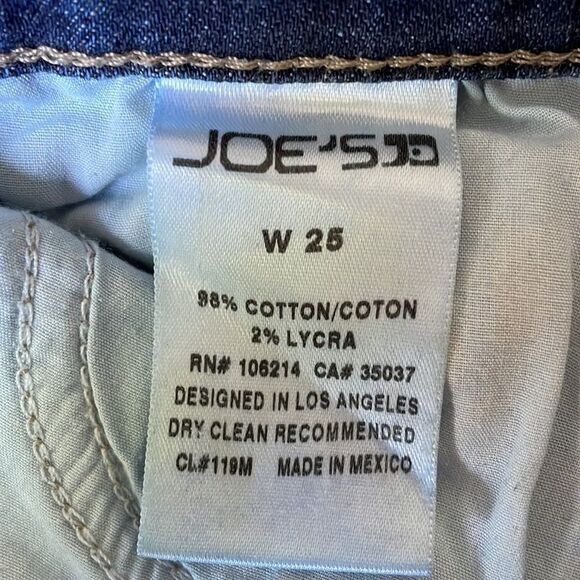 JOE'S
W 25
98% COTTON/COTON
2% LYCRA
RN# 106214 CA# 35037
DESIGNED IN LOS ANGELES
DRY CLEAN RECOMMENDED
CL#119M MADE IN MEXICO